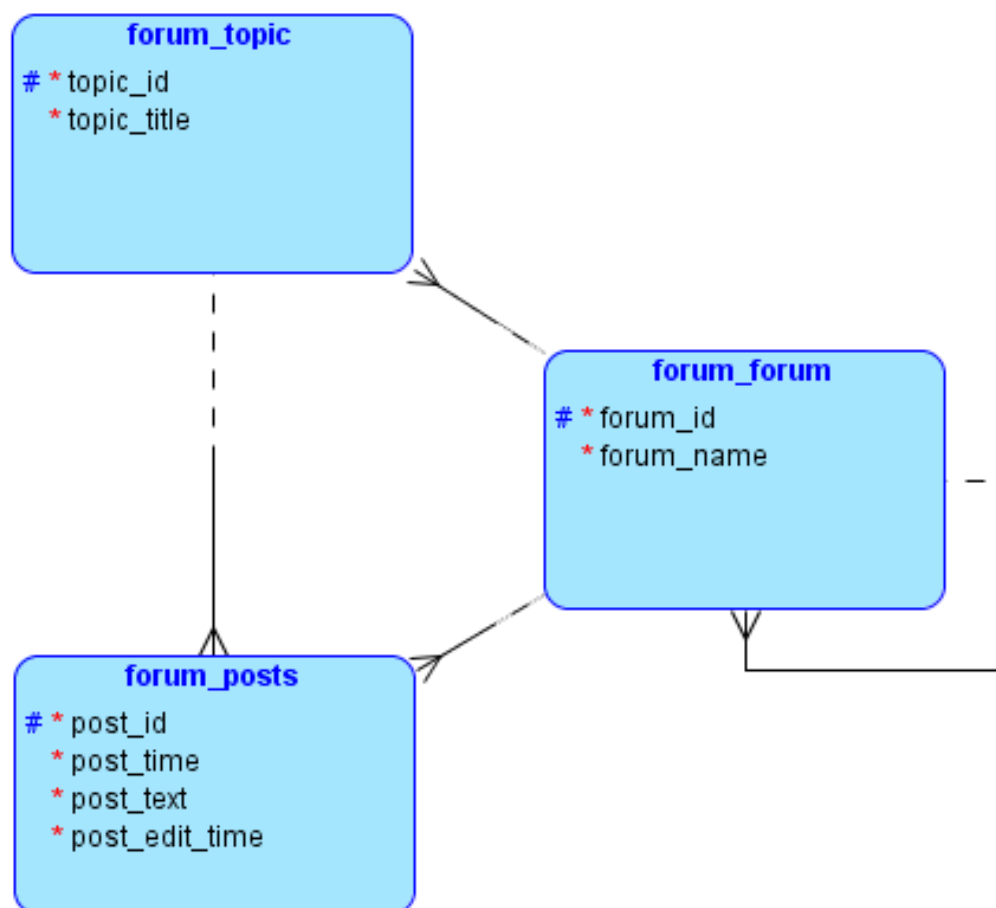 forum_topic
# * topic_id
* topic_title
forum_forum
# * forum_id
* forum_name
forum_posts
# * post_id
* post_time
* post_text
* post_edit_time